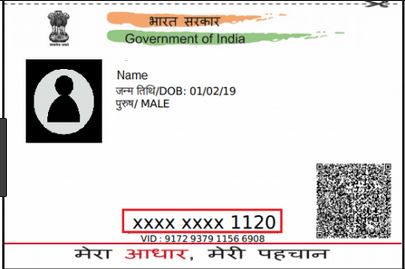 भारत सरकार
Government of India
Name
जन्म तिथि/DOB: 01/02/19
पुरुष/ MALE
xxxx xxxx 1120
VID : 9172 9379 1156 6908
मेरा आधार, मेरी पहचान